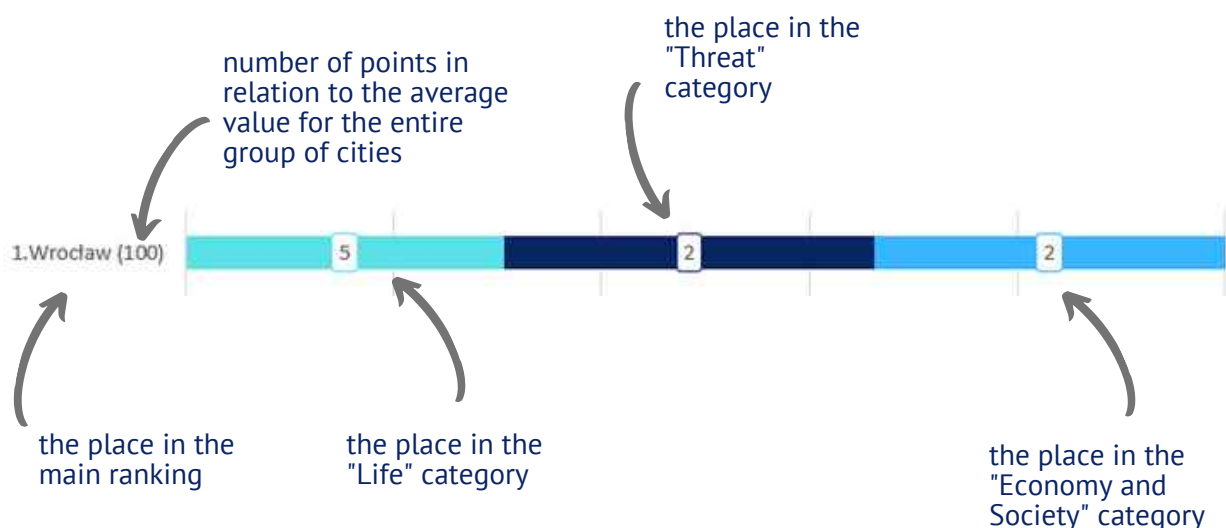 the place in the
"Threat"
category
number of points in
relation to the average
value for the entire
group of cities
1.Wrocław (100)
5
2
2
the place in the
main ranking
the place in the
"Life" category
the place in the
"Economy and
Society" category